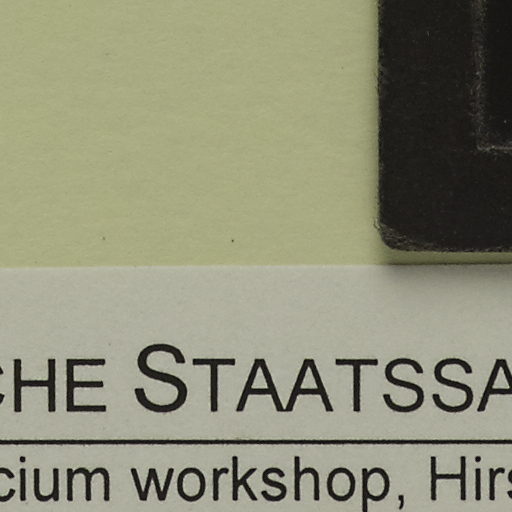 CHE STAATSSA
cium workshop, Hirs